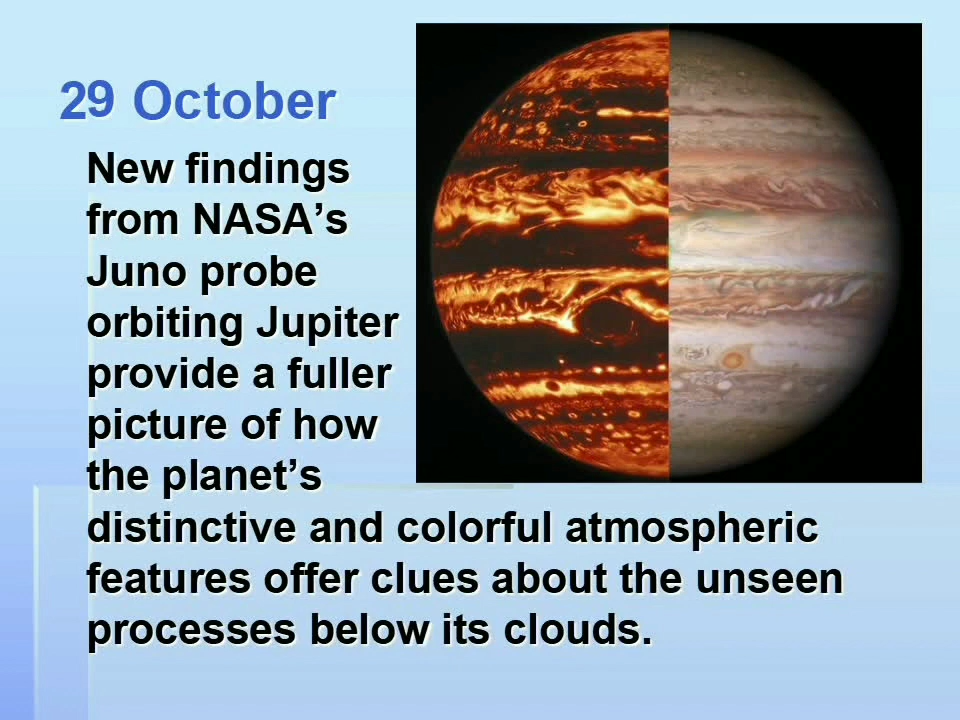 29 October
New findings
from NASA’s
Juno probe
orbiting Jupiter
provide a fuller
picture of how
the planet’s
distinctive and colorful atmospheric
features offer clues about the unseen
processes below its clouds.